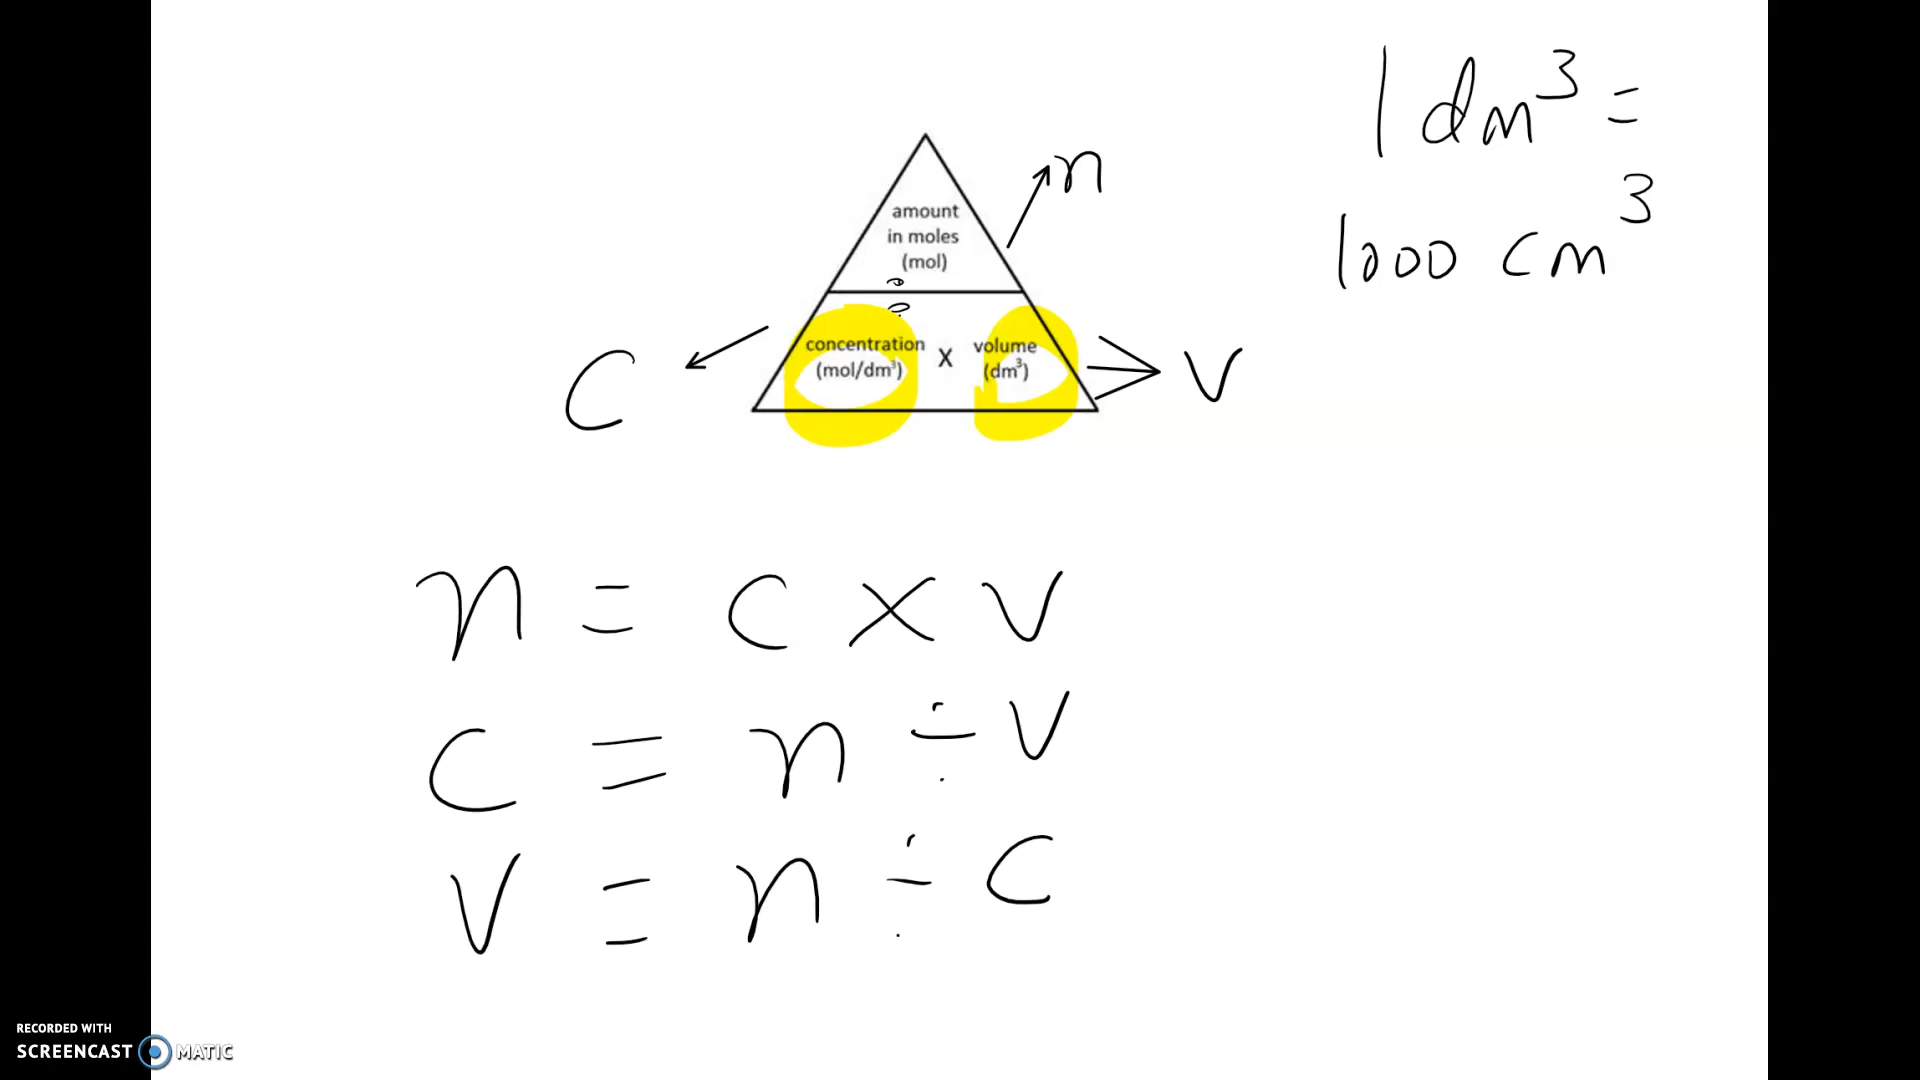 1 dm³ =
1000 cm³
n
amount
in moles
(mol)
concentration X volume
(mol/dm³) (dm³)
C
V
n = c x v
c = n ÷ v
v = n ÷ c
RECORDED WITH
SCREENCAST MATIC